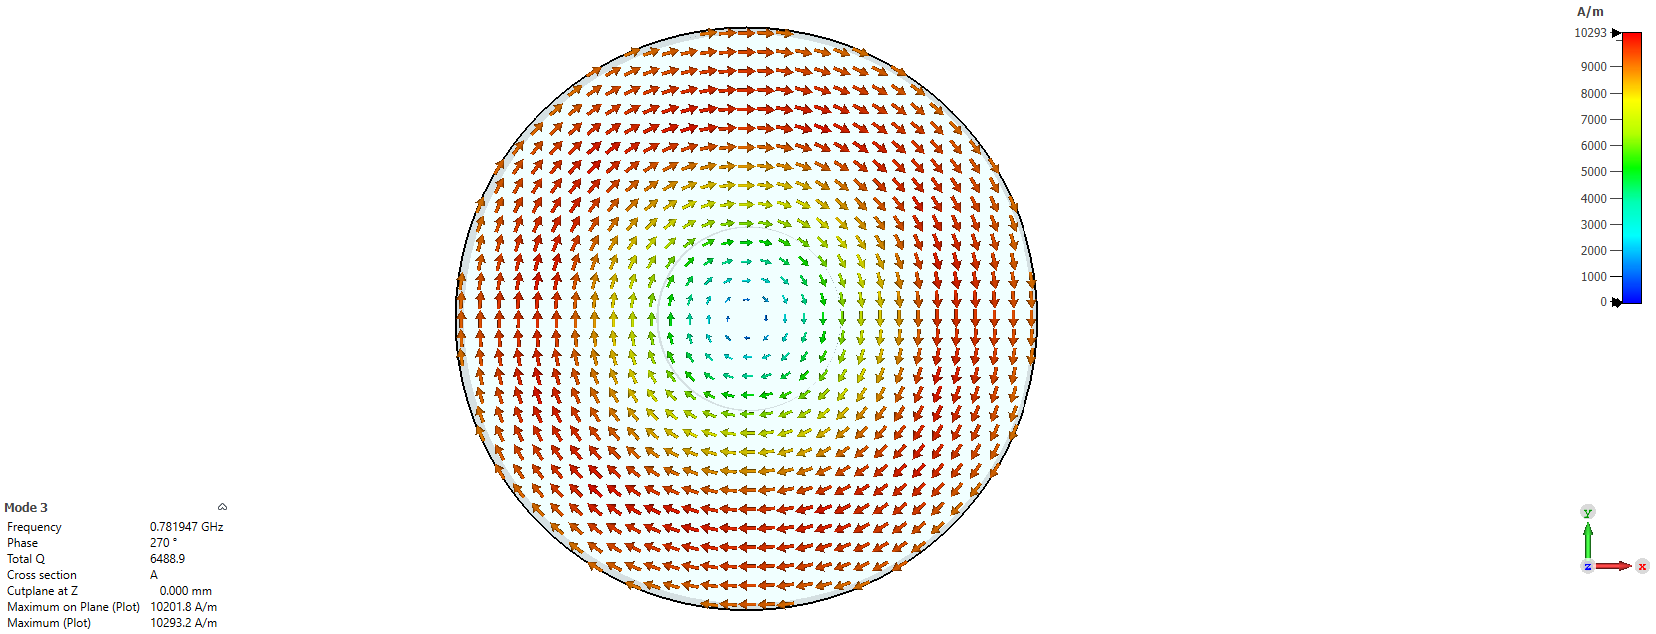 A/m
10293
9000
8000
7000
6000
5000
4000
3000
2000
1000
0
Mode 3
Frequency 0.781947 GHz
Phase 270 °
Total Q 6488.9
Cross section A
Cutplane at Z 0.000 mm
Maximum on Plane (Plot) 10201.8 A/m
Maximum (Plot) 10293.2 A/m
y
z
x